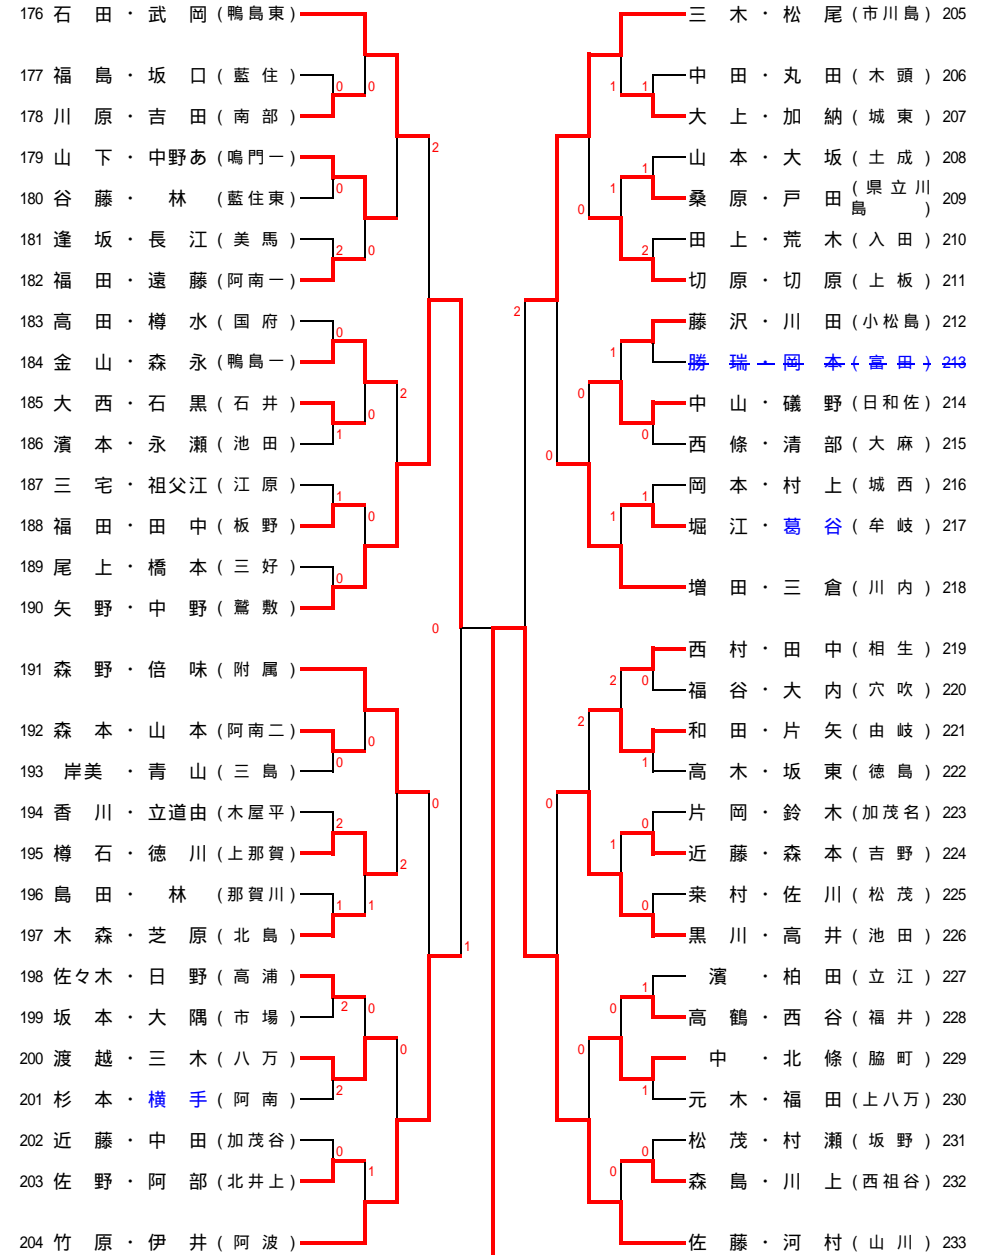 176 石田・武岡(鴨島東)
177 福島・坂口(藍住)
0 0
178 川原・吉田(南部)
2
179 山下・中野あ(鳴門一)
0
180 谷藤・林(藍住東)
181 逢坂・長江(美馬)
2 0
182 福田・遠藤(阿南一)
183 高田・樽水(国府)
0
184 金山・森永(鴨島一)
2
185 大西・石黒(石井)
0
1
186 濱本・永瀬(池田)
187 三宅・祖父江(江原)
1
0
188 福田・田中(板野)
189 尾上・橋本(三好)
0
190 矢野・中野(鷲敷)
0
191 森野・倍味(附属)
192 森本・山本(阿南二)
0
0
193 岸美・青山(三島)
0
194 香川・立道由(木屋平)
2
195 樽石・徳川(上那賀)
2
196 島田・林(那賀川)
1 1
197 木森・芝原(北島)
1
198 佐々木・日野(高浦)
2 0
199 坂本・大隅(市場)
0
200 渡越・三木(八万)
2
201 杉本・横手(阿南)
202 近藤・中田(加茂谷)
0
1
203 佐野・阿部(北井上)
204 竹原・伊井(阿波)
三木・松尾(市川島) 205
中田・丸田(木頭) 206
1 1
大上・加納(城東) 207
山本・大坂(土成) 208
1
1
桑原・戸田(県立川島) 209
0
田上・荒木(入田) 210
2
切原・切原(上板) 211
2
藤沢・川田(小松島) 212
1
勝瑞・岡本(富田) 213
0
中山・礒野(日和佐) 214
0
西條・清部(大麻) 215
0
岡本・村上(城西) 216
1
1
堀江・葛谷(牟岐) 217
増田・三倉(川内) 218
西村・田中(相生) 219
2 0
福谷・大内(穴吹) 220
2
和田・片矢(由岐) 221
1
高木・坂東(徳島) 222
0
片岡・鈴木(加茂名) 223
0
1
近藤・森本(吉野) 224
来村・佐川(松茂) 225
0
黒川・高井(池田) 226
濱・柏田(立江) 227
1
0
高鶴・西谷(福井) 228
0
中・北條(脇町) 229
1
元木・福田(上八万) 230
松茂・村瀬(坂野) 231
0
0
森島・川上(西祖谷) 232
佐藤・河村(山川) 233